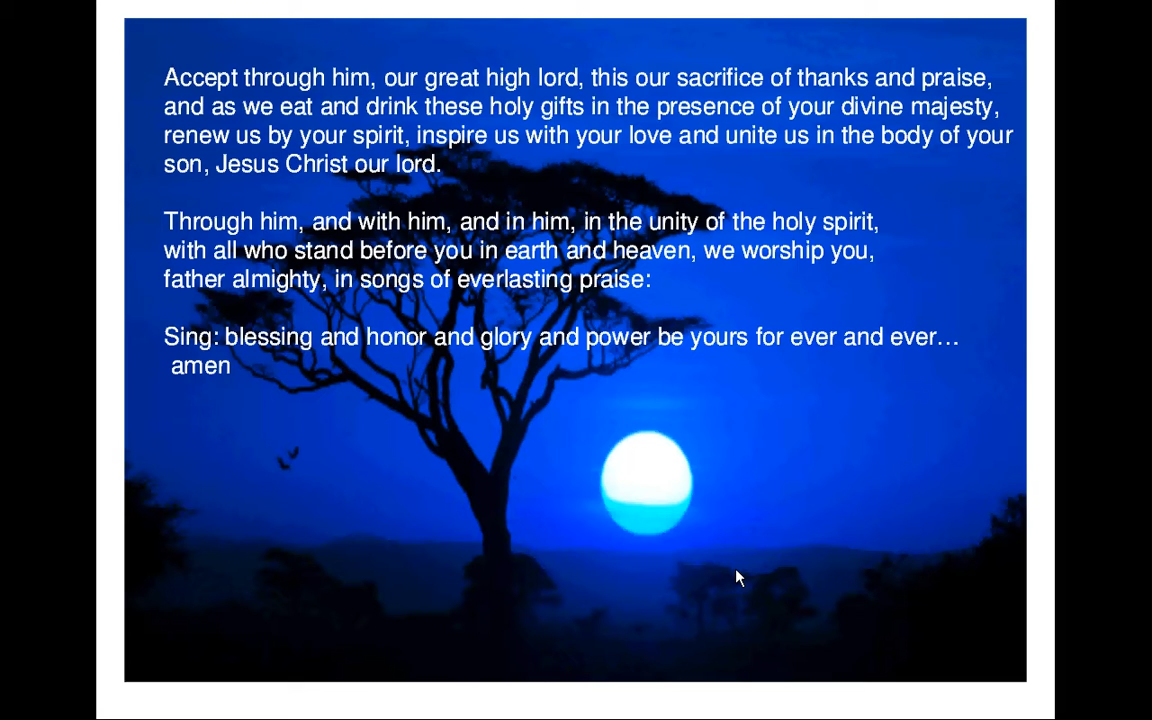 Accept through him, our great high lord, this our sacrifice of thanks and praise,
and as we eat and drink these holy gifts in the presence of your divine majesty,
renew us by your spirit, inspire us with your love and unite us in the body of your
son, Jesus Christ our lord.
Through him, and with him, and in him, in the unity of the holy spirit,
with all who stand before you in earth and heaven, we worship you,
father almighty, in songs of everlasting praise:
Sing: blessing and honor and glory and power be yours for ever and ever…
amen